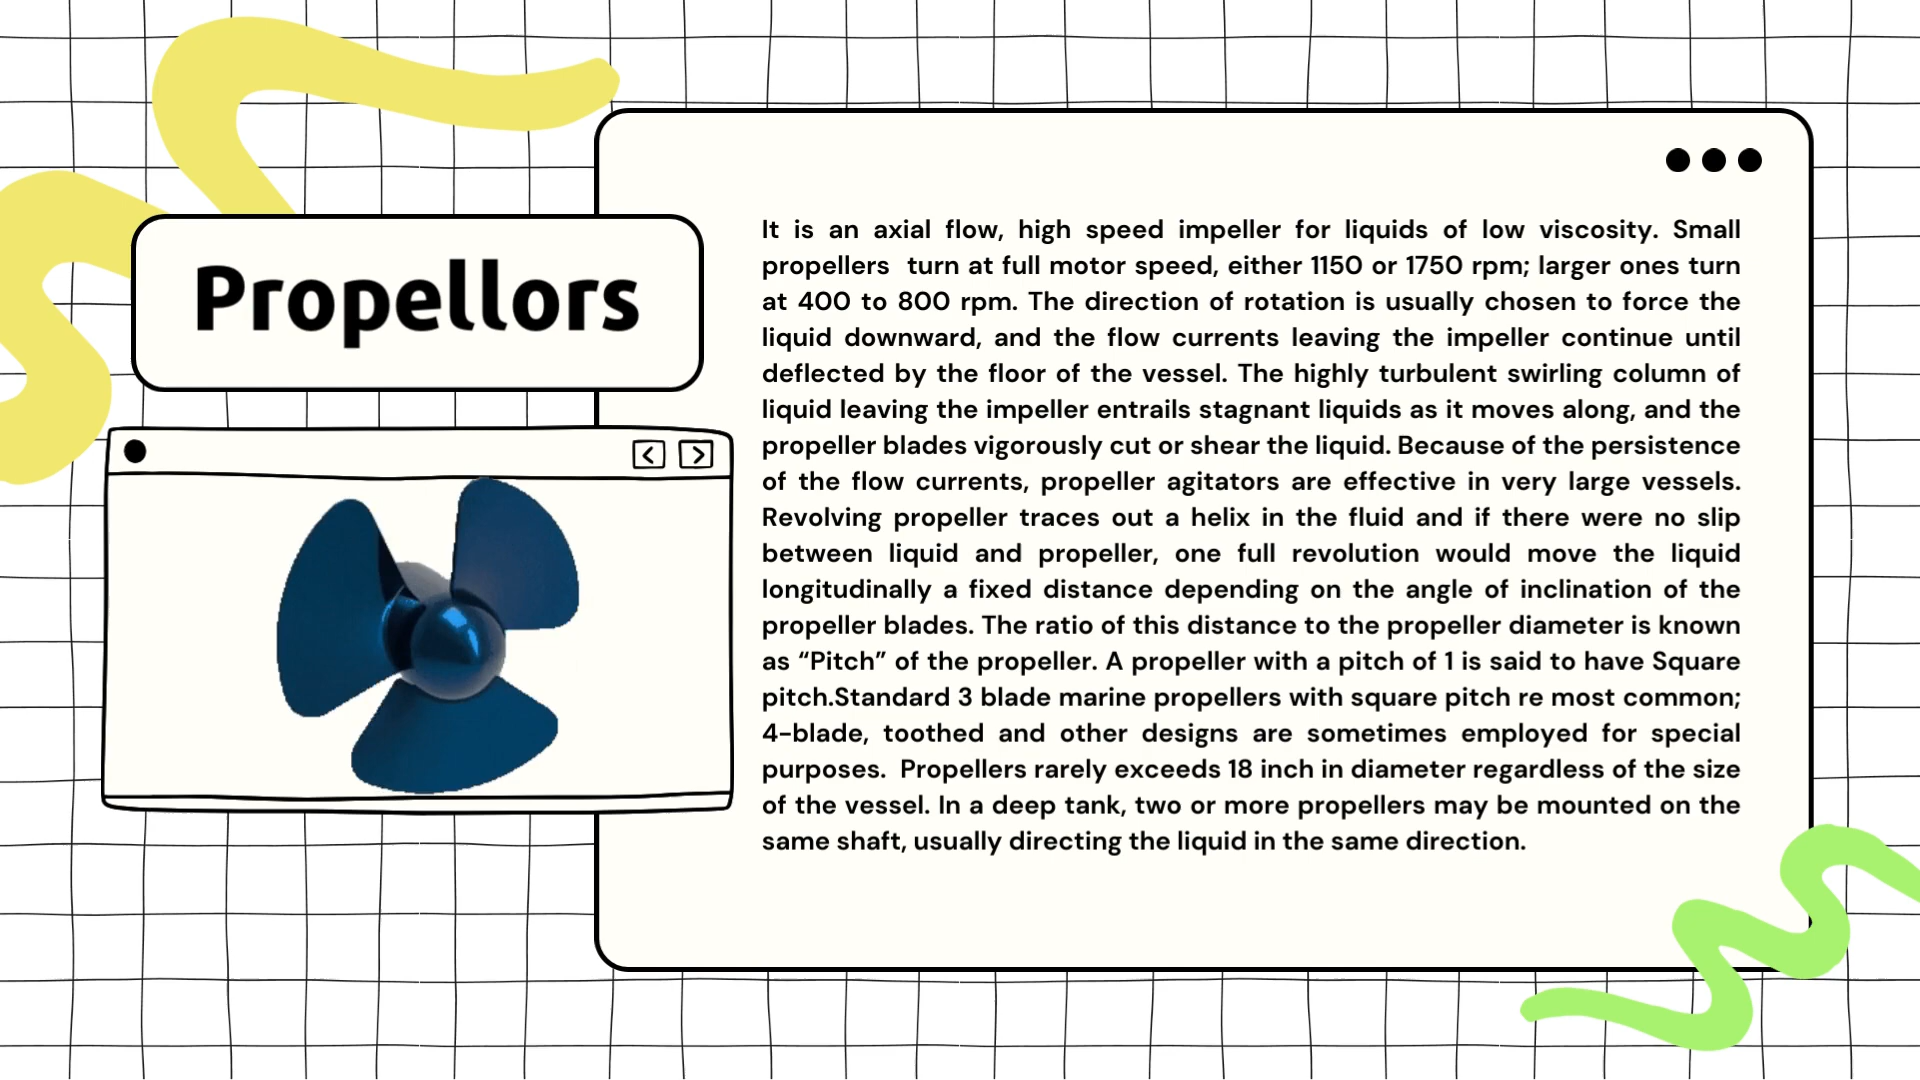 Propellors
It is an axial flow, high speed impeller for liquids of low viscosity. Small
propellers  turn at full motor speed, either 1150 or 1750 rpm; larger ones turn
at 400 to 800 rpm. The direction of rotation is usually chosen to force the
liquid downward, and the flow currents leaving the impeller continue until
deflected by the floor of the vessel. The highly turbulent swirling column of
liquid leaving the impeller entrails stagnant liquids as it moves along, and the
propeller blades vigorously cut or shear the liquid. Because of the persistence
of the flow currents, propeller agitators are effective in very large vessels.
Revolving propeller traces out a helix in the fluid and if there were no slip
between liquid and propeller, one full revolution would move the liquid
longitudinally a fixed distance depending on the angle of inclination of the
propeller blades. The ratio of this distance to the propeller diameter is known
as “Pitch” of the propeller. A propeller with a pitch of 1 is said to have Square
pitch.Standard 3 blade marine propellers with square pitch re most common;
4-blade, toothed and other designs are sometimes employed for special
purposes.  Propellers rarely exceeds 18 inch in diameter regardless of the size
of the vessel. In a deep tank, two or more propellers may be mounted on the
same shaft, usually directing the liquid in the same direction.